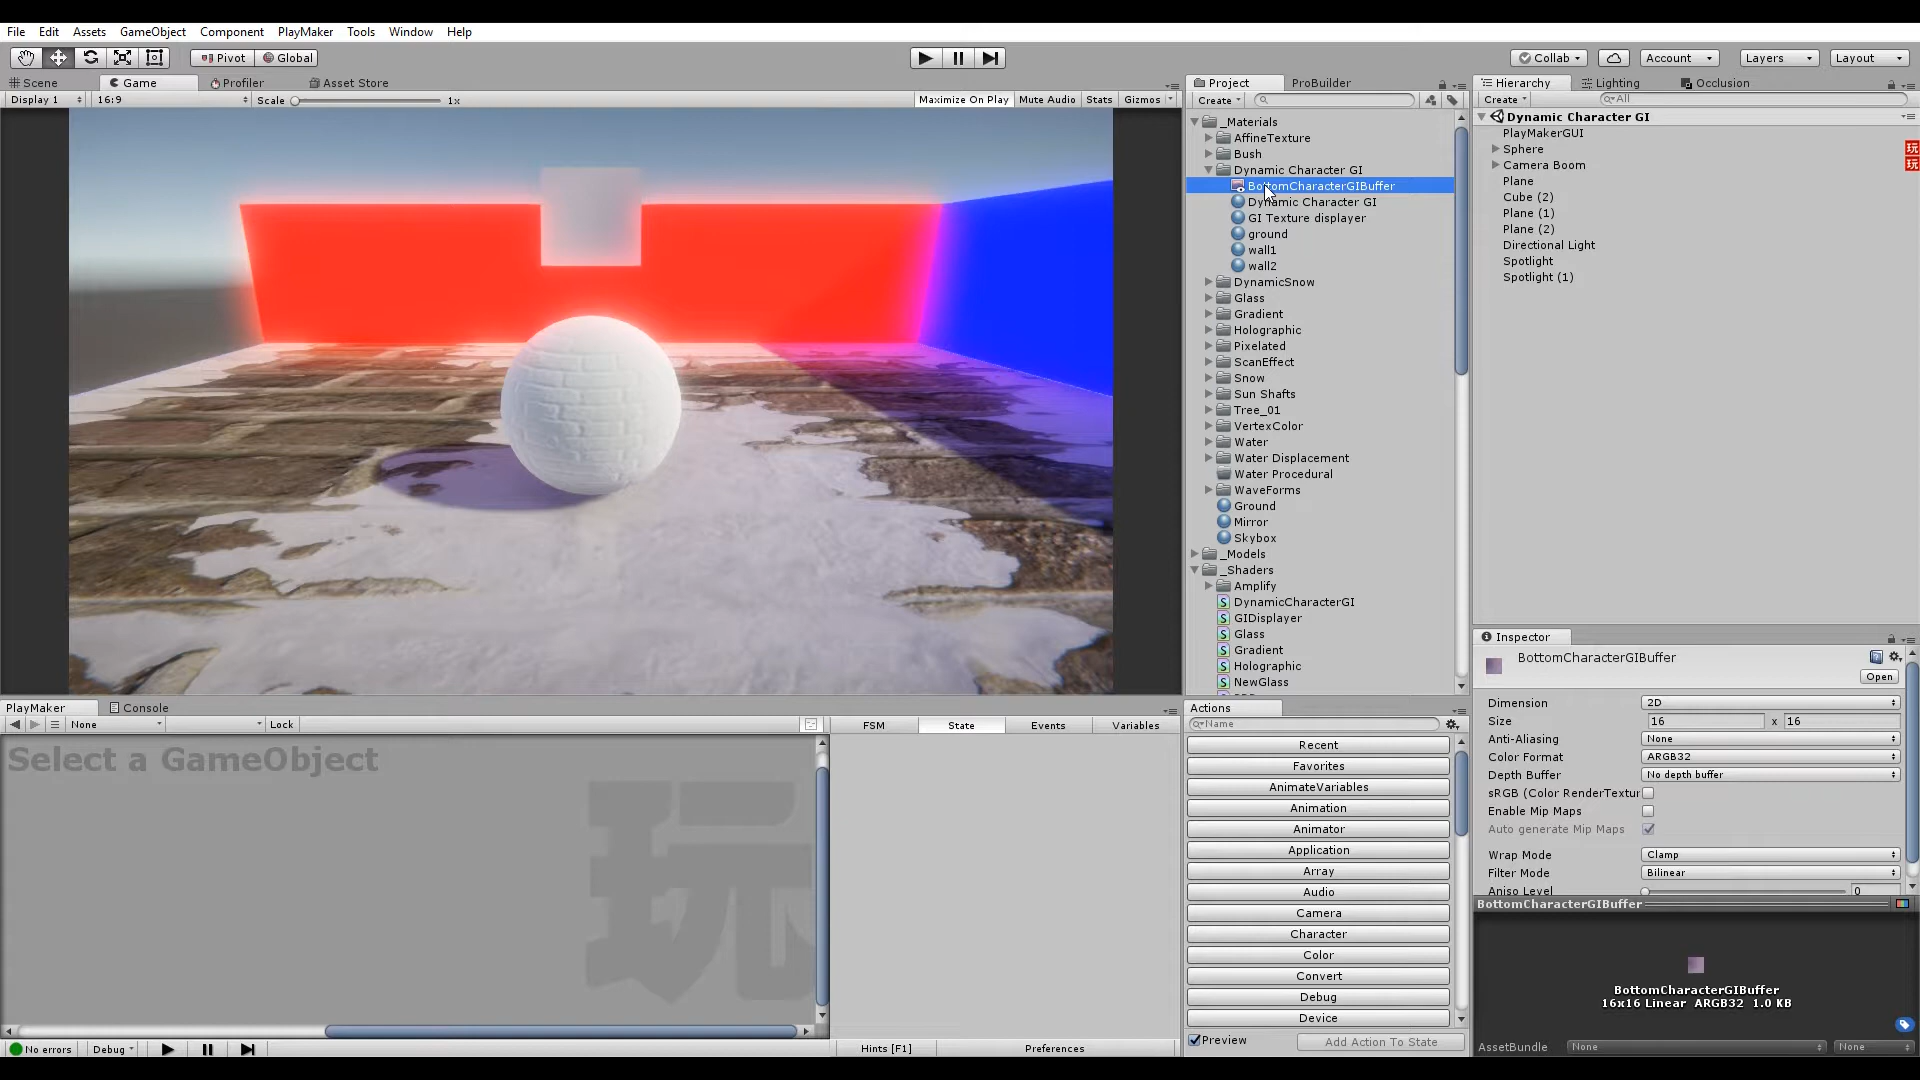 File Edit Assets GameObject Component PlayMaker Tools Window Help
Pivot Global Collab Account Layers Layout
Scene Game Profiler Asset Store
Display 1 16:9 Scale 1x Maximize On Play Mute Audio Stats Gizmos
Project ProBuilder
Create
_Materials
AffineTexture
Bush
Dynamic Character GI
BottomCharacterGIBuffer
Dynamic Character GI
GI Texture displayer
ground
wall1
wall2
DynamicSnow
Glass
Gradient
Holographic
Pixelated
ScanEffect
Snow
Sun Shafts
Tree_01
VertexColor
Water
Water Displacement
Water Procedural
WaveForms
Ground
Mirror
Skybox
_Models
_Shaders
Amplify
DynamicCharacterGI
GIDisplayer
Glass
Gradient
Holographic
NewGlass
Hierarchy Lighting Occlusion
Create All
Dynamic Character GI
PlayMakerGUI
Sphere 玩
Camera Boom 玩
Plane
Cube (2)
Plane (1)
Plane (2)
Directional Light
Spotlight
Spotlight (1)
Inspector
BottomCharacterGIBuffer
Open
Dimension 2D
Size 16 x 16
Anti-Aliasing None
Color Format ARGB32
Depth Buffer No depth buffer
sRGB (Color RenderTextur
Enable Mip Maps
Auto generate Mip Maps
Wrap Mode Clamp
Filter Mode Bilinear
Aniso Level 0
BottomCharacterGIBuffer
BottomCharacterGIBuffer
16x16 Linear ARGB32 1.0 KB
AssetBundle None None
PlayMaker Console
None Lock
Select a GameObject
玩
FSM State Events Variables
No errors Debug Hints [F1] Preferences
Actions
Name
Recent
Favorites
AnimateVariables
Animation
Animator
Application
Array
Audio
Camera
Character
Color
Convert
Debug
Device
Preview Add Action To State